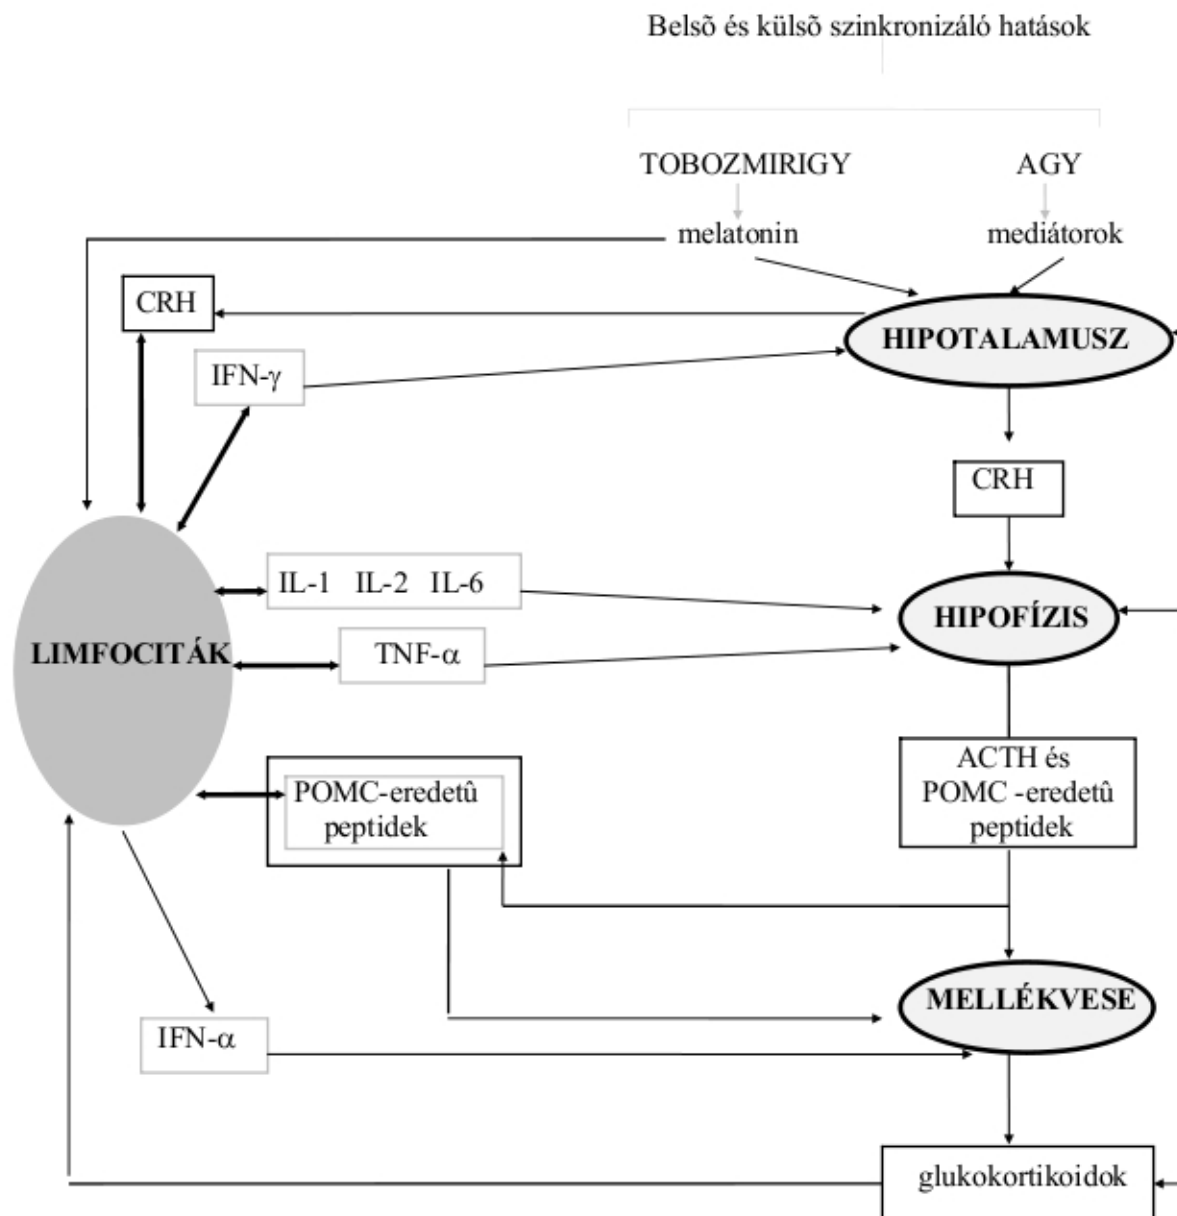 Belsõ és külsõ szinkronizáló hatások
TOBOZMIRIGY
AGY
melatonin
mediátorok
CRH
HIPOTALAMUSZ
IFN-γ
CRH
IL-1 IL-2 IL-6
HIPOFÍZIS
LIMFOCITÁK
TNF-α
ACTH és
POMC -eredetû
peptidek
POMC-eredetû
peptidek
MELLÉKVESE
IFN-α
glukokortikoidok